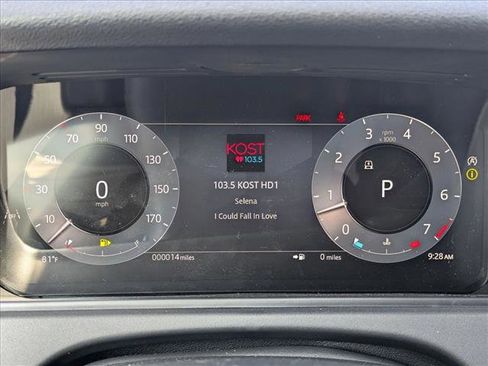 PARK
90
70
110
50
130
30
150
10
170
0
mph
81°F
000014 miles
KOST
103.5
103.5 KOST HD1
Selena
I Could Fall In Love
3
4
rpm
x1000
2
5
1
6
0
7
P
0 miles
9:28 AM